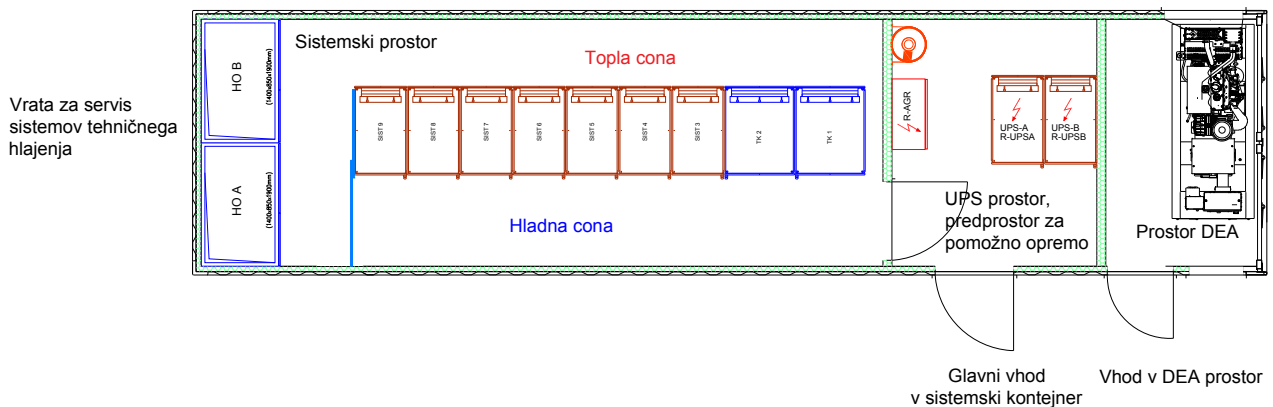 Vrata za servis
sistemov tehničnega
hlajenja
HO B
(1400x850x1900mm)
HO A
(1400x850x1900mm)
Sistemski prostor
Topla cona
SIST 9
SIST 8
SIST 7
SIST 6
SIST 5
SIST 4
SIST 3
TK 2
TK 1
Hladna cona
R-AGR
UPS-A
R-UPSA
UPS-B
R-UPSB
UPS prostor,
predprostor za
pomožno opremo
Prostor DEA
Glavni vhod
v sistemski kontejner
Vhod v DEA prostor